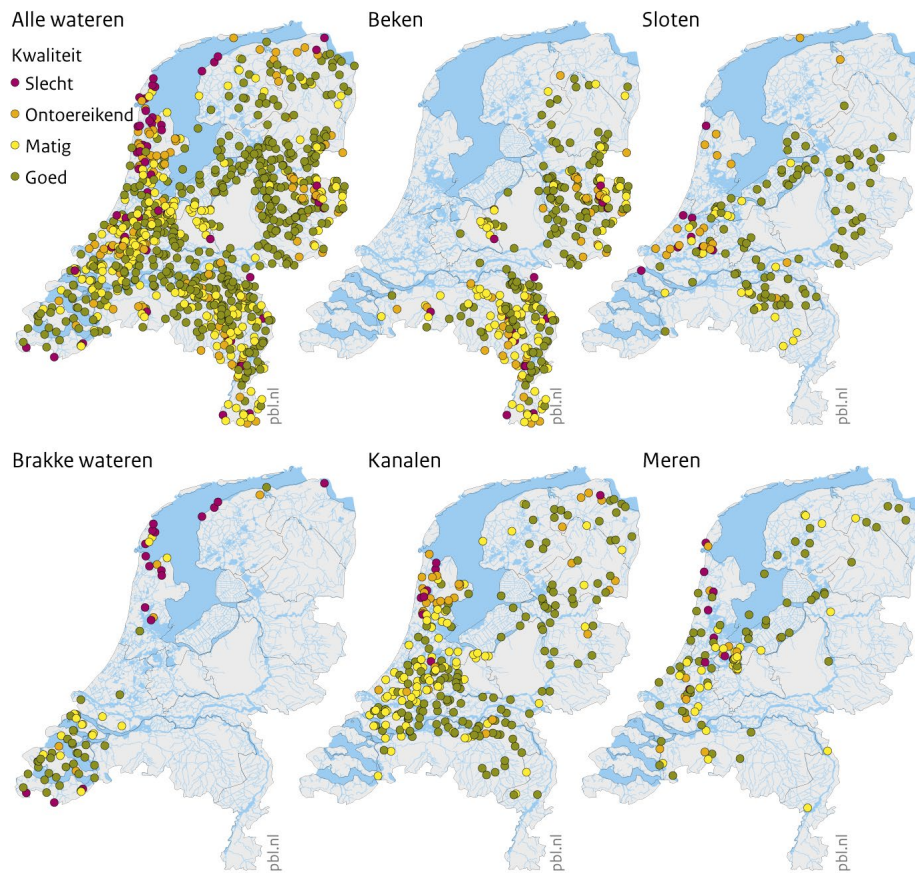 Alle wateren
Kwaliteit
Slecht
Ontoereikend
Matig
Goed
pbl.nl
Beken
pbl.nl
Sloten
pbl.nl
Brakke wateren
pbl.nl
Kanalen
pbl.nl
Meren
pbl.nl